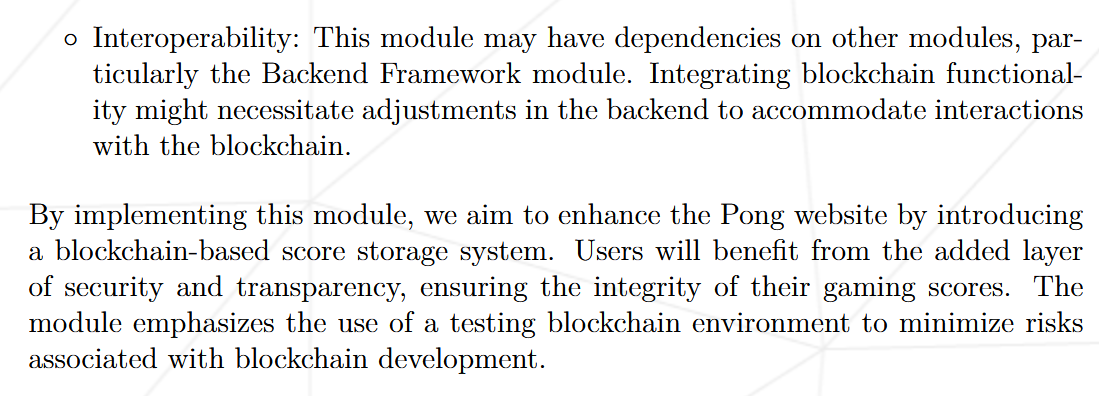 ◦ Interoperability: This module may have dependencies on other modules, par-
ticularly the Backend Framework module. Integrating blockchain functional-
ity might necessitate adjustments in the backend to accommodate interactions
with the blockchain.
By implementing this module, we aim to enhance the Pong website by introducing
a blockchain-based score storage system. Users will benefit from the added layer
of security and transparency, ensuring the integrity of their gaming scores. The
module emphasizes the use of a testing blockchain environment to minimize risks
associated with blockchain development.